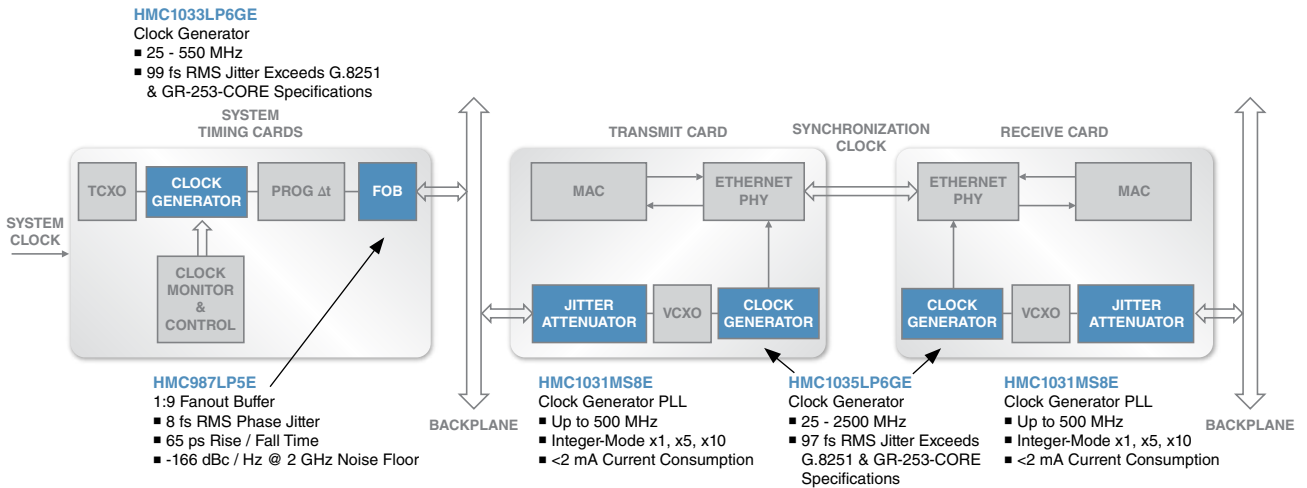 HMC1033LP6GE
Clock Generator
■ 25 - 550 MHz
■ 99 fs RMS Jitter Exceeds G.8251
& GR-253-CORE Specifications
SYSTEM
TIMING CARDS
TRANSMIT CARD
SYNCHRONIZATION
CLOCK
RECEIVE CARD
TCXO
CLOCK
GENERATOR
PROG Δt
FOB
MAC
ETHERNET
PHY
ETHERNET
PHY
MAC
SYSTEM
CLOCK
CLOCK
MONITOR
&
CONTROL
JITTER
ATTENUATOR
VCXO
CLOCK
GENERATOR
CLOCK
GENERATOR
VCXO
JITTER
ATTENUATOR
HMC987LP5E
1:9 Fanout Buffer
■ 8 fs RMS Phase Jitter
■ 65 ps Rise / Fall Time
■ -166 dBc / Hz @ 2 GHz Noise Floor
BACKPLANE
HMC1031MS8E
Clock Generator PLL
■ Up to 500 MHz
■ Integer-Mode x1, x5, x10
■ <2 mA Current Consumption
HMC1035LP6GE
Clock Generator
■ 25 - 2500 MHz
■ 97 fs RMS Jitter Exceeds
G.8251 & GR-253-CORE
Specifications
HMC1031MS8E
Clock Generator PLL
■ Up to 500 MHz
■ Integer-Mode x1, x5, x10
■ <2 mA Current Consumption
BACKPLANE